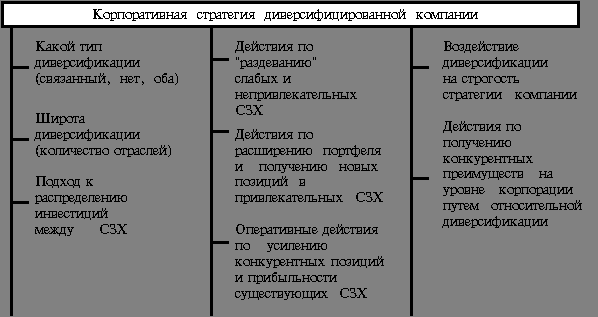 Корпоративная стратегия диверсифицированной компании
Какой тип
диверсификации
(связанный, нет, оба)
Широта
диверсификации
(количество отраслей)
Подход к
распределению
инвестиций
между СЗХ
Действия по
"раздеванию"
слабых и
непривлекательных
СЗХ
Действия по
расширению портфеля
и получению новых
позиций в
привлекательных СЗХ
Оперативные действия
по усилению
конкурентных позиций
и прибыльности
существующих СЗХ
Воздействие
диверсификации
на строгость
стратегии компании
Действия по
получению
конкурентных
преимуществ на
уровне корпорации
путем относительной
диверсификации